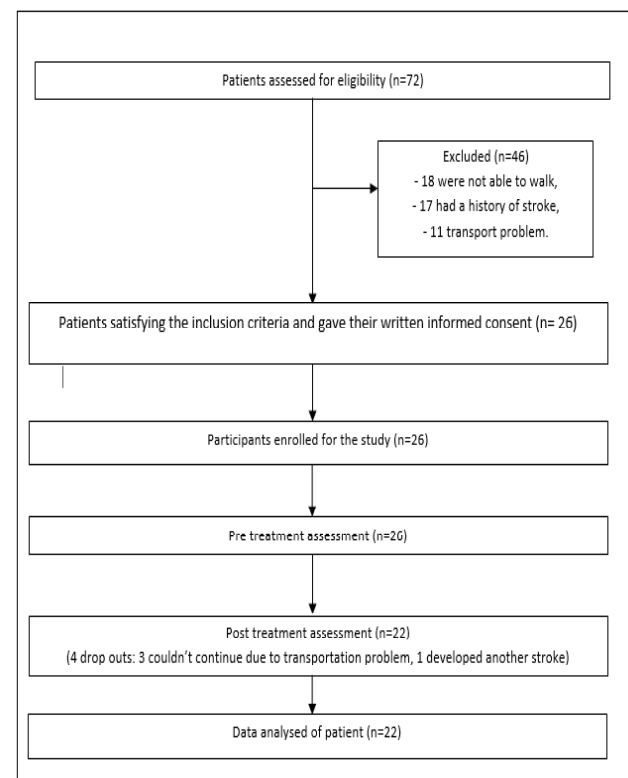 Patients assessed for eligibility (n=72)
Excluded (n=46)
- 18 were not able to walk,
- 17 had a history of stroke,
- 11 transport problem.
Patients satisfying the inclusion criteria and gave their written informed consent (n= 26)
Participants enrolled for the study (n=26)
Pre treatment assessment (n=26)
Post treatment assessment (n=22)
(4 drop outs: 3 couldn’t continue due to transportation problem, 1 developed another stroke)
Data analysed of patient (n=22)